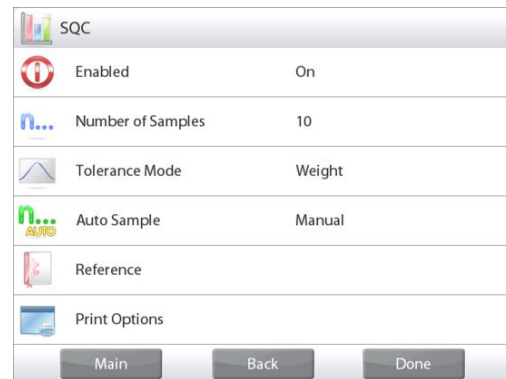 SQC
Enabled On
n... Number of Samples 10
Tolerance Mode Weight
n... AUTO Auto Sample Manual
Reference
Print Options
Main Back Done